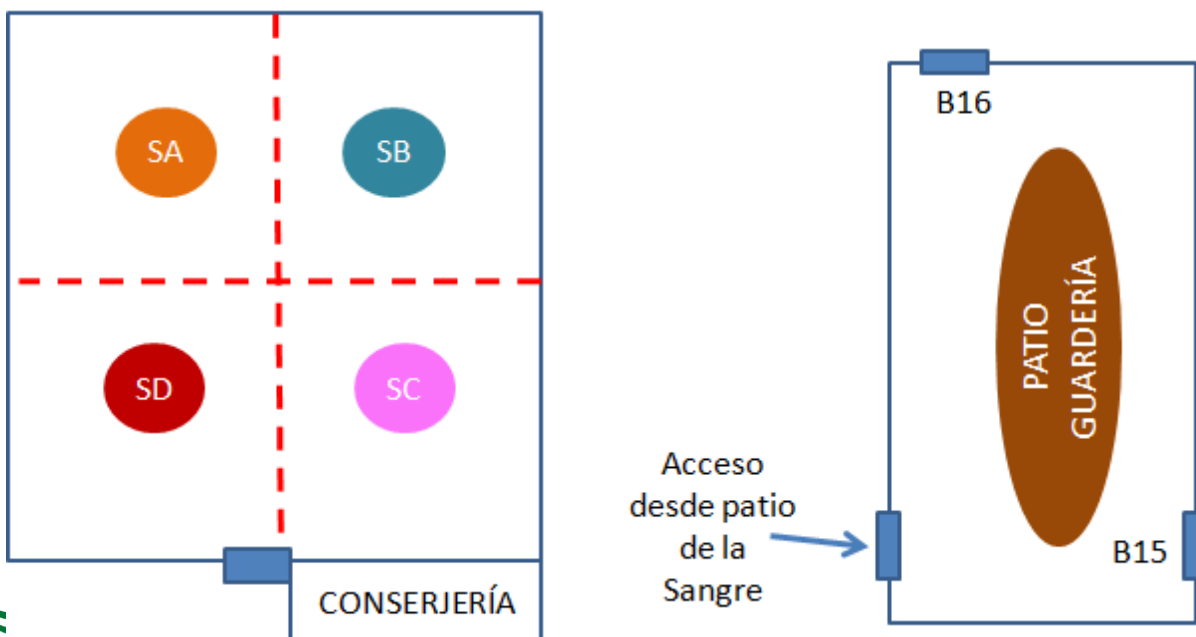 SA
SB
SD
SC
CONSERJERÍA
B16
PATIO
GUARDERÍA
Acceso
desde patio
de la
Sangre
B15